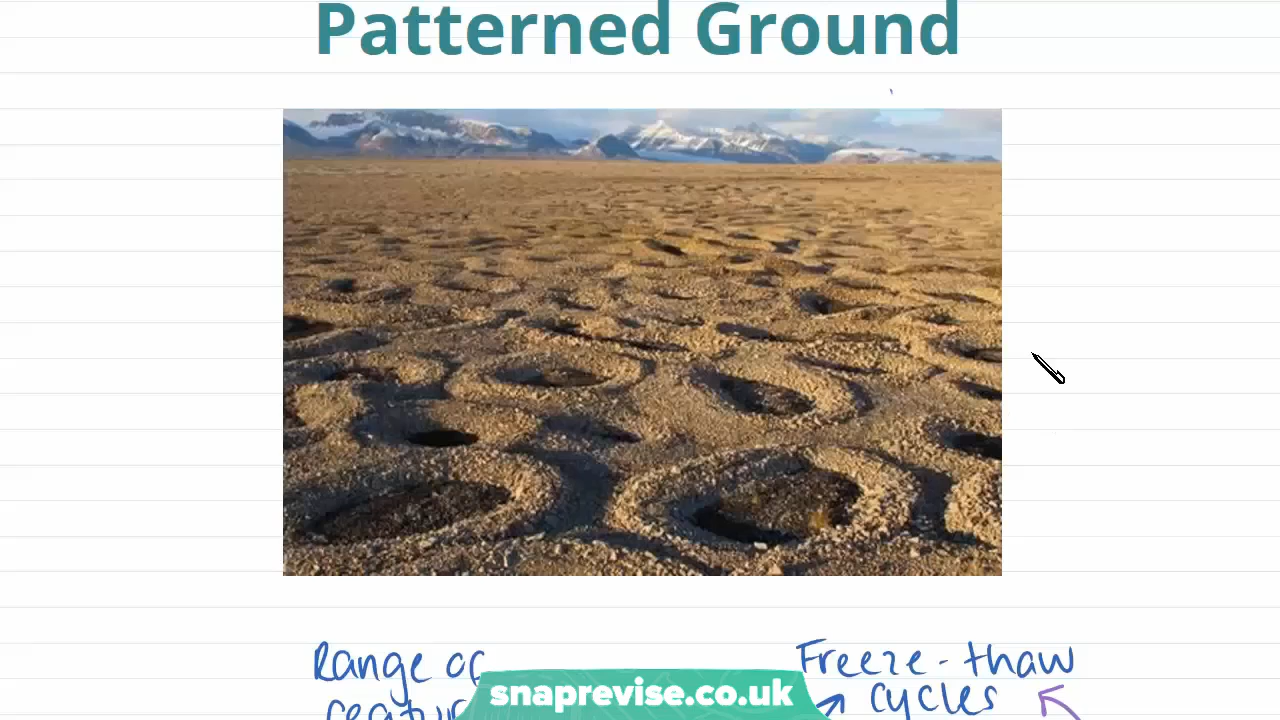 Patterned Ground
Range of
Freeze-thaw
cycles
snaprevise.co.uk